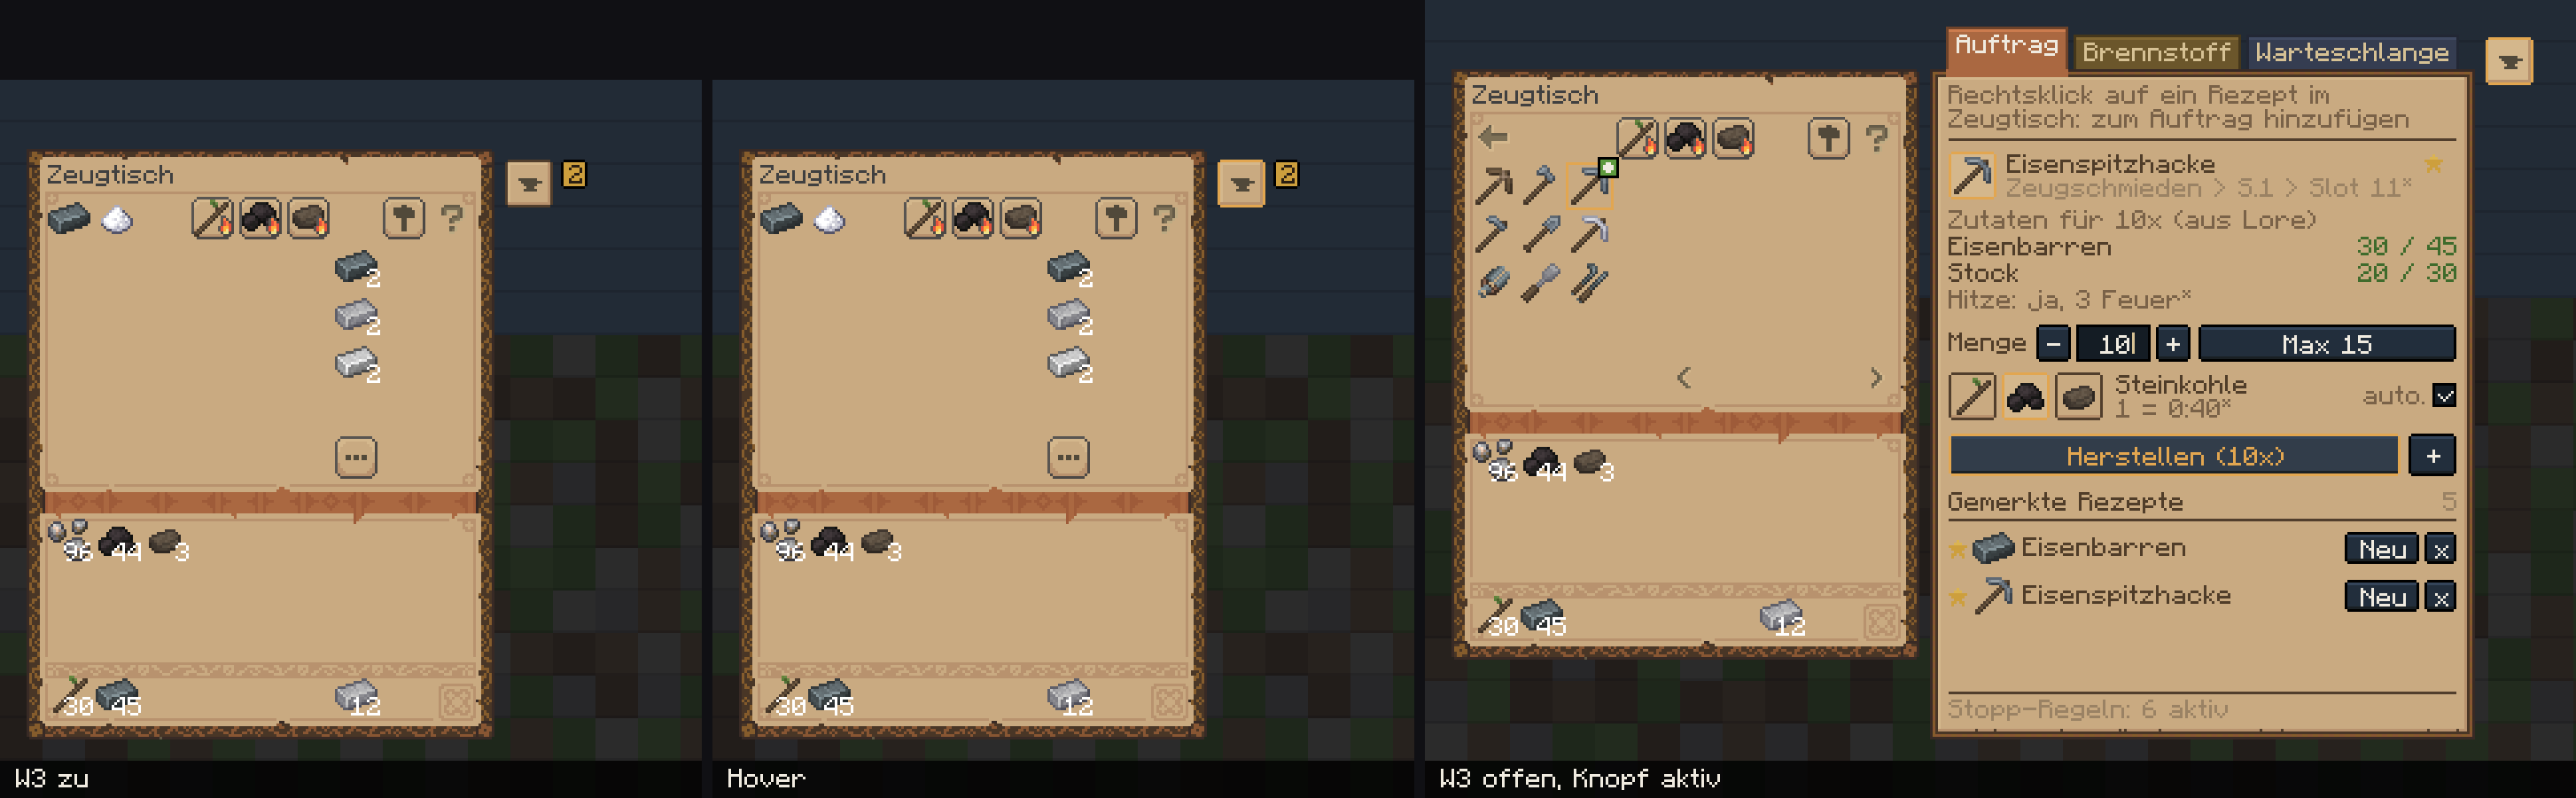 Zeugtisch
2
?
2
2
2
...
96 44 3
30 45 12
W3 zu
Zeugtisch
2
?
2
2
2
...
96 44 3
30 45 12
Hover
Zeugtisch
?
< >
96 44 3
30 45 12
Auftrag Brennstoff Warteschlange
Rechtsklick auf ein Rezept im
Zeugtisch: zum Auftrag hinzufügen
Eisenspitzhacke
Zeugschmieden > S.1 > Slot 11*
Zutaten für 10x (aus Lore)
Eisenbarren 30 / 45
Stock 20 / 30
Hitze: ja, 3 Feuer*
Menge - 10 + Max 15
Steinkohle
1 = 0:40* auto.
Herstellen (10x) +
Gemerkte Rezepte 5
Eisenbarren Neu x
Eisenspitzhacke Neu x
Stopp-Regeln: 6 aktiv
W3 offen, Knopf aktiv